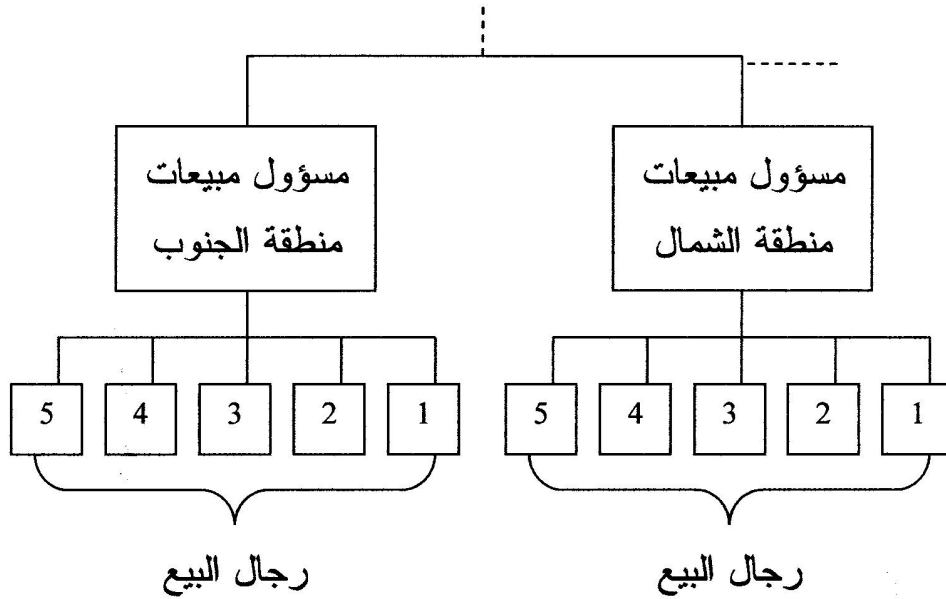 مسؤول مبيعات
منطقة الشمال
مسؤول مبيعات
منطقة الجنوب
1 2 3 4 5
1 2 3 4 5
رجال البيع
رجال البيع